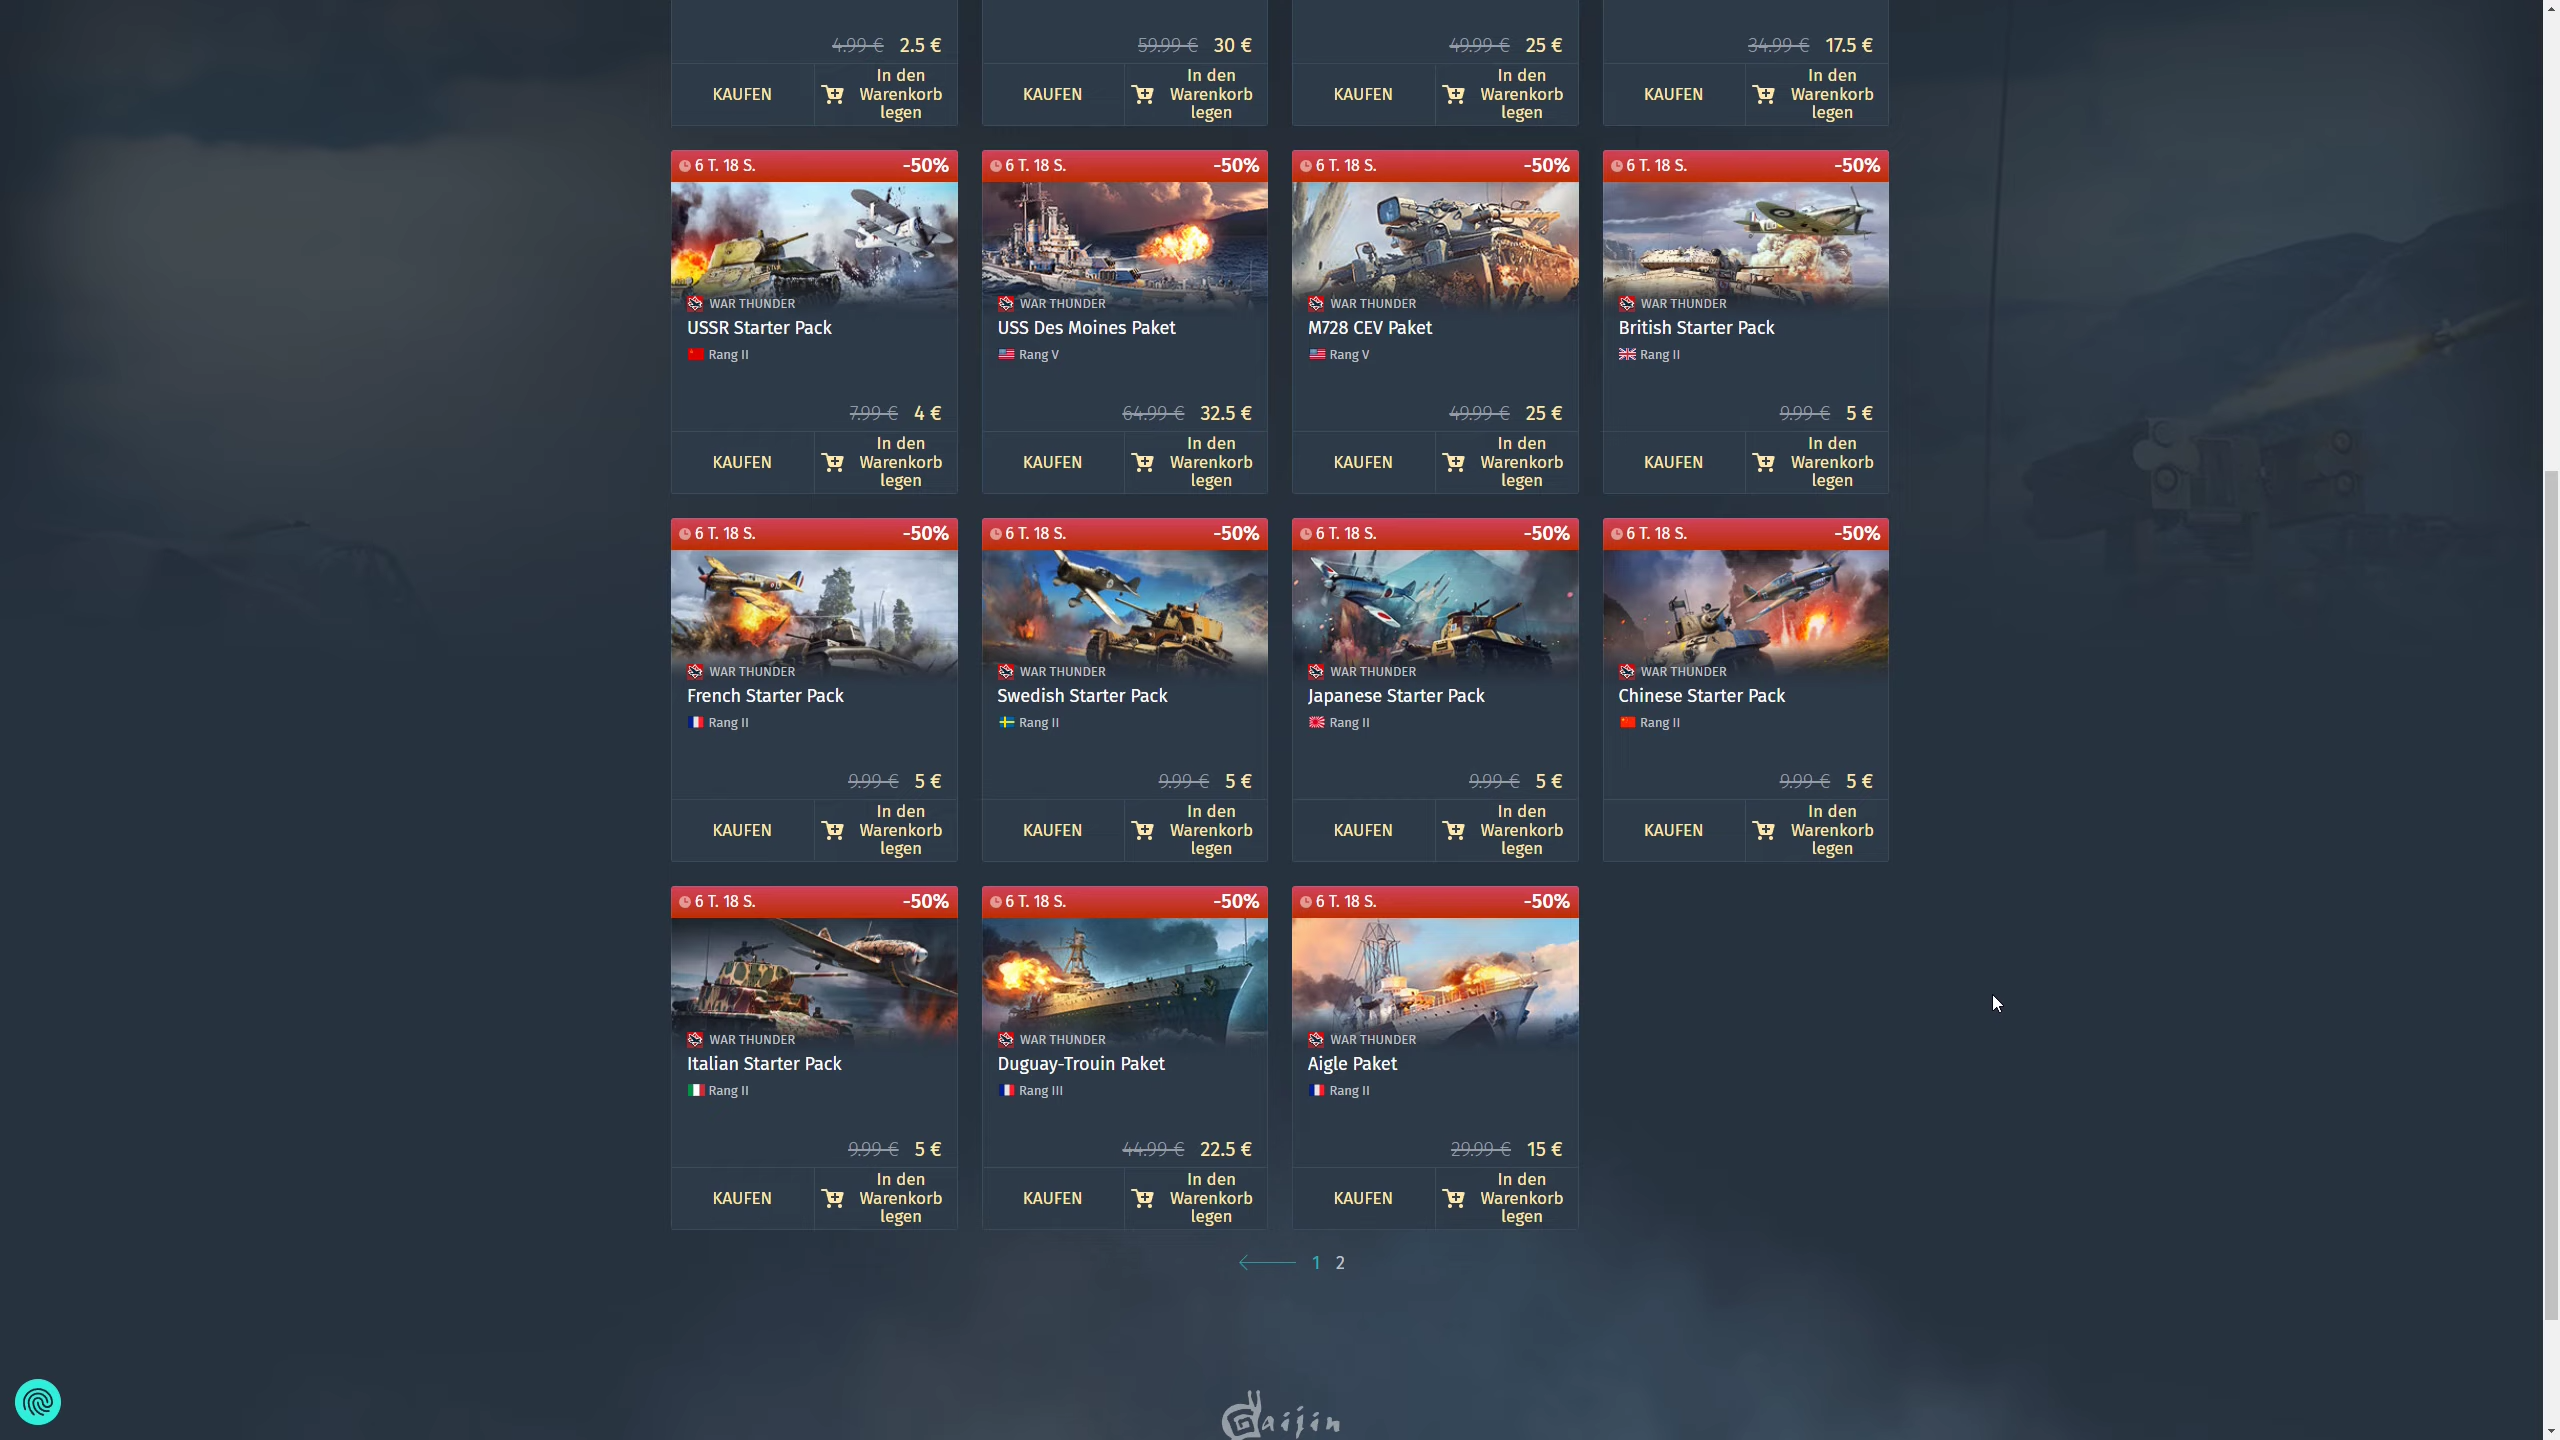 4.99 € 2.5 € 59.99 € 30 € 49.99 € 25 € 34.99 € 17.5 €
KAUFEN In den Warenkorb legen KAUFEN In den Warenkorb legen KAUFEN In den Warenkorb legen KAUFEN In den Warenkorb legen
6 T. 18 S. -50% 6 T. 18 S. -50% 6 T. 18 S. -50% 6 T. 18 S. -50%
WAR THUNDER WAR THUNDER WAR THUNDER WAR THUNDER
USSR Starter Pack USS Des Moines Paket M728 CEV Paket British Starter Pack
Rang II Rang V Rang V Rang II
7.99 € 4 € 64.99 € 32.5 € 49.99 € 25 € 9.99 € 5 €
KAUFEN In den Warenkorb legen KAUFEN In den Warenkorb legen KAUFEN In den Warenkorb legen KAUFEN In den Warenkorb legen
6 T. 18 S. -50% 6 T. 18 S. -50% 6 T. 18 S. -50% 6 T. 18 S. -50%
WAR THUNDER WAR THUNDER WAR THUNDER WAR THUNDER
French Starter Pack Swedish Starter Pack Japanese Starter Pack Chinese Starter Pack
Rang II Rang II Rang II Rang II
9.99 € 5 € 9.99 € 5 € 9.99 € 5 € 9.99 € 5 €
KAUFEN In den Warenkorb legen KAUFEN In den Warenkorb legen KAUFEN In den Warenkorb legen KAUFEN In den Warenkorb legen
6 T. 18 S. -50% 6 T. 18 S. -50% 6 T. 18 S. -50%
WAR THUNDER WAR THUNDER WAR THUNDER
Italian Starter Pack Duguay-Trouin Paket Aigle Paket
Rang II Rang III Rang II
9.99 € 5 € 44.99 € 22.5 € 29.99 € 15 €
KAUFEN In den Warenkorb legen KAUFEN In den Warenkorb legen KAUFEN In den Warenkorb legen
1 2
Gaijin